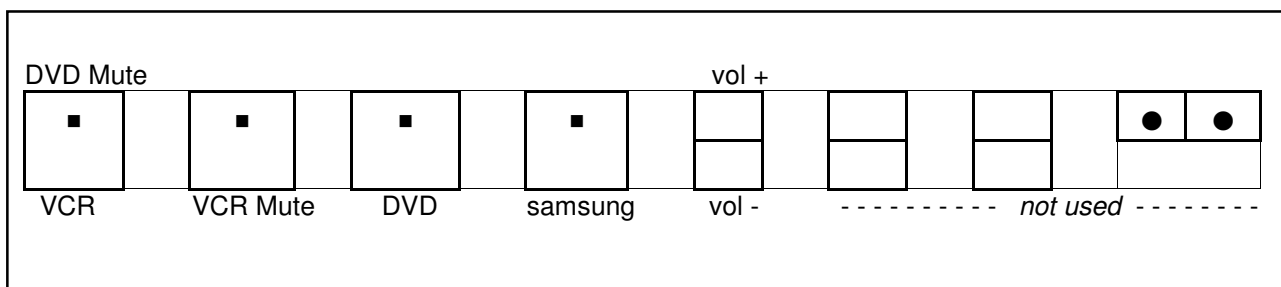 DVD Mute vol +
VCR VCR Mute DVD samsung vol - - - - - - - - - - - not used - - - - - - - -